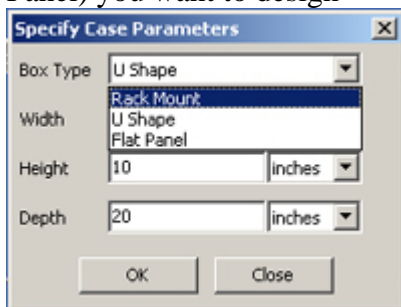 Panel) you want to design
Specify Case Parameters
Box Type U Shape
Rack Mount
Width U Shape
Flat Panel
Height 10 inches
Depth 20 inches
OK Close